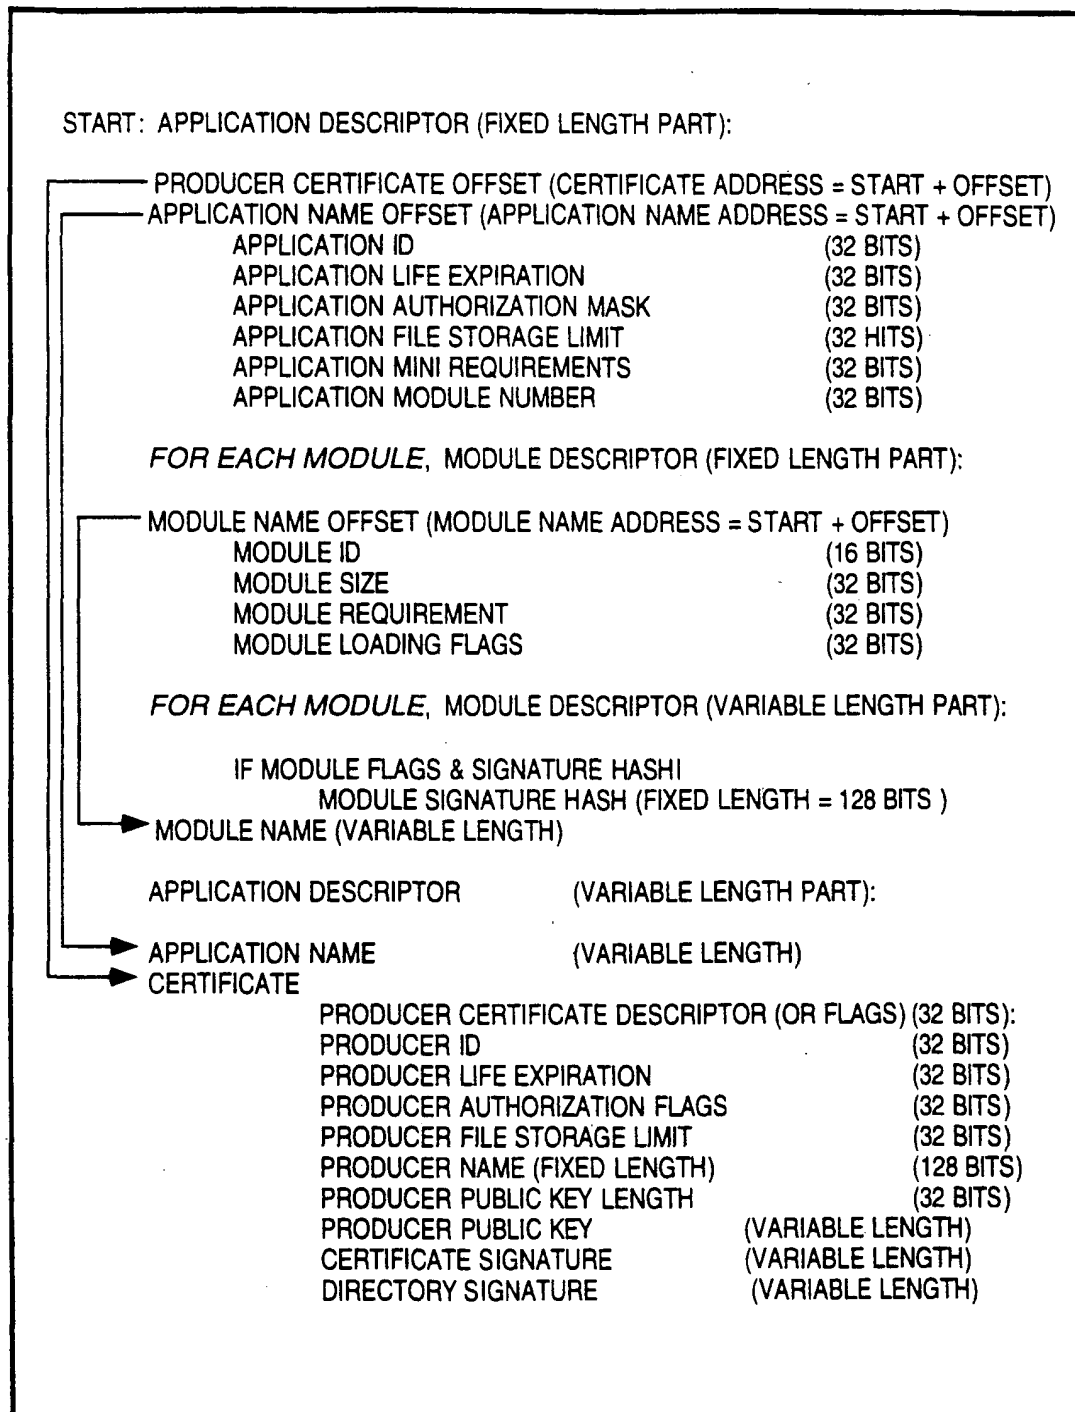 START: APPLICATION DESCRIPTOR (FIXED LENGTH PART):
PRODUCER CERTIFICATE OFFSET (CERTIFICATE ADDRESS = START + OFFSET)
APPLICATION NAME OFFSET (APPLICATION NAME ADDRESS = START + OFFSET)
APPLICATION ID (32 BITS)
APPLICATION LIFE EXPIRATION (32 BITS)
APPLICATION AUTHORIZATION MASK (32 BITS)
APPLICATION FILE STORAGE LIMIT (32 HITS)
APPLICATION MINI REQUIREMENTS (32 BITS)
APPLICATION MODULE NUMBER (32 BITS)
FOR EACH MODULE, MODULE DESCRIPTOR (FIXED LENGTH PART):
MODULE NAME OFFSET (MODULE NAME ADDRESS = START + OFFSET)
MODULE ID (16 BITS)
MODULE SIZE (32 BITS)
MODULE REQUIREMENT (32 BITS)
MODULE LOADING FLAGS (32 BITS)
FOR EACH MODULE, MODULE DESCRIPTOR (VARIABLE LENGTH PART):
IF MODULE FLAGS & SIGNATURE HASHI
MODULE SIGNATURE HASH (FIXED LENGTH = 128 BITS )
MODULE NAME (VARIABLE LENGTH)
APPLICATION DESCRIPTOR (VARIABLE LENGTH PART):
APPLICATION NAME (VARIABLE LENGTH)
CERTIFICATE
PRODUCER CERTIFICATE DESCRIPTOR (OR FLAGS) (32 BITS):
PRODUCER ID (32 BITS)
PRODUCER LIFE EXPIRATION (32 BITS)
PRODUCER AUTHORIZATION FLAGS (32 BITS)
PRODUCER FILE STORAGE LIMIT (32 BITS)
PRODUCER NAME (FIXED LENGTH) (128 BITS)
PRODUCER PUBLIC KEY LENGTH (32 BITS)
PRODUCER PUBLIC KEY (VARIABLE LENGTH)
CERTIFICATE SIGNATURE (VARIABLE LENGTH)
DIRECTORY SIGNATURE (VARIABLE LENGTH)